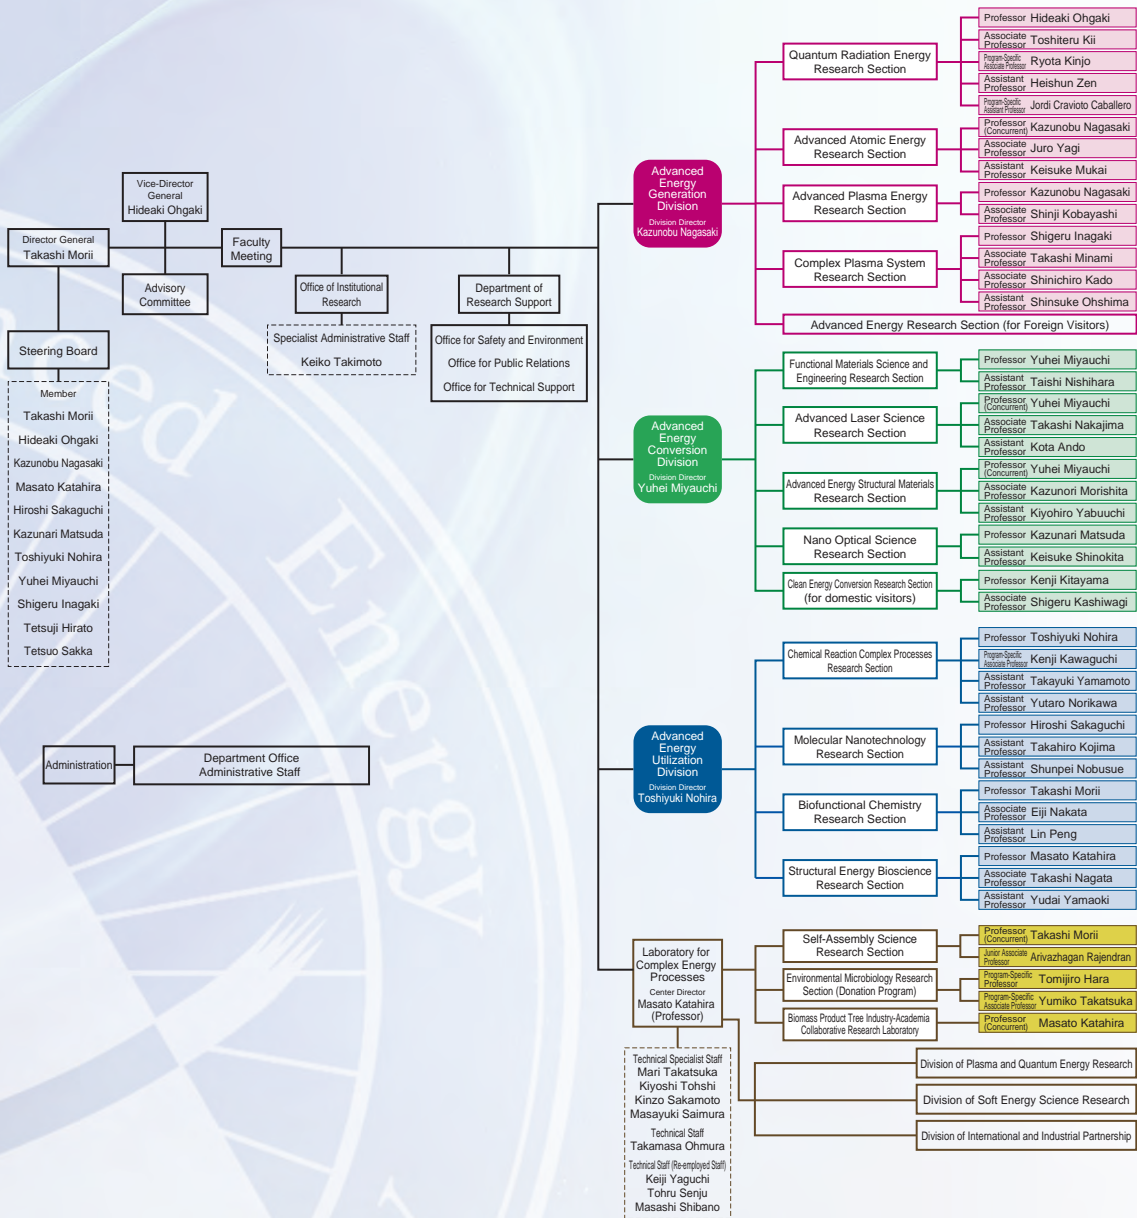 Vice-Director
General
Hideaki Ohgaki
Director General
Takashi Morii
Faculty
Meeting
Advisory
Committee
Office of Institutional
Research
Department of
Research Support
Specialist Administrative Staff
Keiko Takimoto
Office for Safety and Environment
Office for Public Relations
Office for Technical Support
Steering Board
Member
Takashi Morii
Hideaki Ohgaki
Kazunobu Nagasaki
Masato Katahira
Hiroshi Sakaguchi
Kazunari Matsuda
Toshiyuki Nohira
Yuhei Miyauchi
Shigeru Inagaki
Tetsuji Hirato
Tetsuo Sakka
Administration
Department Office
Administrative Staff
Advanced
Energy
Generation
Division
Division Director
Kazunobu Nagasaki
Quantum Radiation Energy
Research Section
Professor Hideaki Ohgaki
Associate
Professor Toshiteru Kii
Program-Specific
Associate Professor Ryota Kinjo
Assistant
Professor Heishun Zen
Program-Specific
Assistant Professor Jordi Cravioto Caballero
Advanced Atomic Energy
Research Section
Professor
(Concurrent) Kazunobu Nagasaki
Associate
Professor Juro Yagi
Assistant
Professor Keisuke Mukai
Advanced Plasma Energy
Research Section
Professor Kazunobu Nagasaki
Associate
Professor Shinji Kobayashi
Complex Plasma System
Research Section
Professor Shigeru Inagaki
Associate
Professor Takashi Minami
Associate
Professor Shinichiro Kado
Assistant
Professor Shinsuke Ohshima
Advanced Energy Research Section (for Foreign Visitors)
Advanced
Energy
Conversion
Division
Division Director
Yuhei Miyauchi
Functional Materials Science and
Engineering Research Section
Professor Yuhei Miyauchi
Assistant
Professor Taishi Nishihara
Advanced Laser Science
Research Section
Professor
(Concurrent) Yuhei Miyauchi
Associate
Professor Takashi Nakajima
Assistant
Professor Kota Ando
Advanced Energy Structural Materials
Research Section
Professor
(Concurrent) Yuhei Miyauchi
Associate
Professor Kazunori Morishita
Assistant
Professor Kiyohiro Yabuuchi
Nano Optical Science
Research Section
Professor Kazunari Matsuda
Assistant
Professor Keisuke Shinokita
Clean Energy Conversion Research Section
(for domestic visitors)
Professor Kenji Kitayama
Associate
Professor Shigeru Kashiwagi
Advanced
Energy
Utilization
Division
Division Director
Toshiyuki Nohira
Chemical Reaction Complex Processes
Research Section
Professor Toshiyuki Nohira
Program-Specific
Associate Professor Kenji Kawaguchi
Assistant
Professor Takayuki Yamamoto
Assistant
Professor Yutaro Norikawa
Molecular Nanotechnology
Research Section
Professor Hiroshi Sakaguchi
Assistant
Professor Takahiro Kojima
Assistant
Professor Shunpei Nobusue
Biofunctional Chemistry
Research Section
Professor Takashi Morii
Associate
Professor Eiji Nakata
Assistant
Professor Lin Peng
Structural Energy Bioscience
Research Section
Professor Masato Katahira
Associate
Professor Takashi Nagata
Assistant
Professor Yudai Yamaoki
Laboratory for
Complex Energy
Processes
Center Director
Masato Katahira
(Professor)
Self-Assembly Science
Research Section
Professor
(Concurrent) Takashi Morii
Junior Associate
Professor Arivazhagan Rajendran
Environmental Microbiology Research
Section (Donation Program)
Program-Specific
Professor Tomijiro Hara
Program-Specific
Associate Professor Yumiko Takatsuka
Biomass Product Tree Industry-Academia
Collaborative Research Laboratory
Professor
(Concurrent) Masato Katahira
Technical Specialist Staff
Mari Takatsuka
Kiyoshi Tohshi
Kinzo Sakamoto
Masayuki Saimura
Technical Staff
Takamasa Ohmura
Technical Staff (Re-employed Staff)
Keiji Yaguchi
Tohru Senju
Masashi Shibano
Division of Plasma and Quantum Energy Research
Division of Soft Energy Science Research
Division of International and Industrial Partnership
Energy